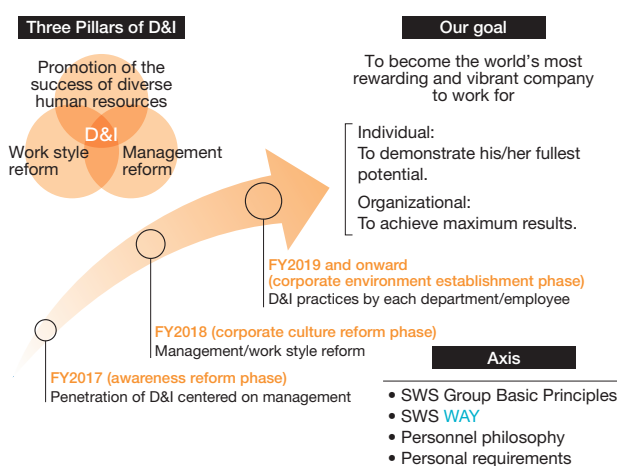 Three Pillars of D&I
Promotion of the
success of diverse
human resources
D&I
Work style
reform
Management
reform
Our goal
To become the world's most
rewarding and vibrant company
to work for
Individual:
To demonstrate his/her fullest
potential.
Organizational:
To achieve maximum results.
FY2019 and onward
(corporate environment establishment phase)
D&I practices by each department/employee
FY2018 (corporate culture reform phase)
Management/work style reform
FY2017 (awareness reform phase)
Penetration of D&I centered on management
Axis
• SWS Group Basic Principles
• SWS WAY
• Personnel philosophy
• Personal requirements